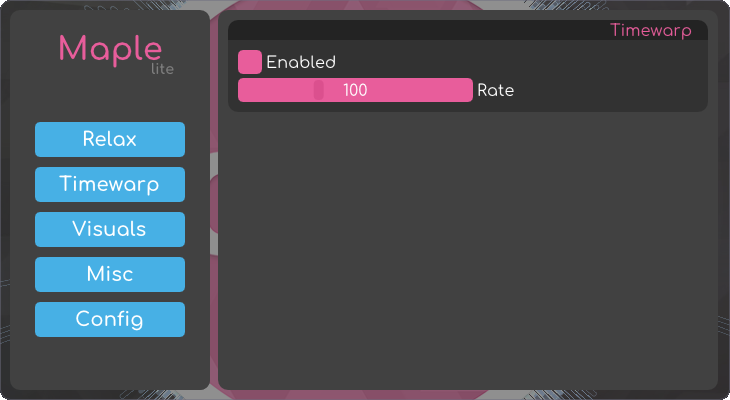 Maple
lite
Relax
Timewarp
Visuals
Misc
Config
Timewarp
Enabled
100 Rate